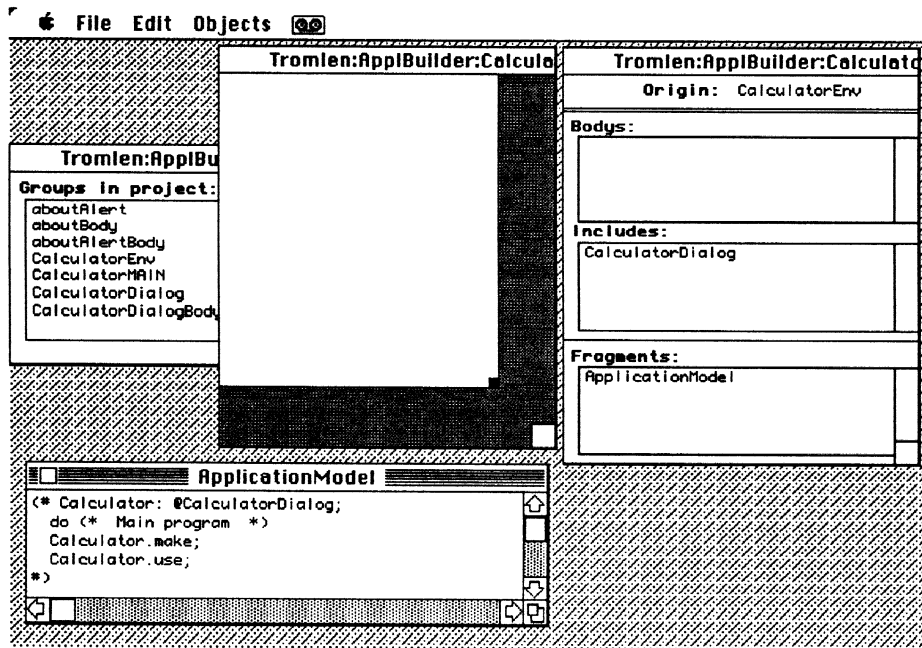 File Edit Objects
Tromlen:ApplBuilder:Calcula
Tromlen:ApplBuilder:Calculato
Origin: CalculatorEnv
Bodys:
Includes:
CalculatorDialog
Fragments:
ApplicationModel
Tromlen:ApplBu
Groups in project:
aboutAlert
aboutBody
aboutAlertBody
CalculatorEnv
CalculatorMAIN
CalculatorDialog
CalculatorDialogBody
ApplicationModel
(# Calculator: @CalculatorDialog;
do (* Main program *)
Calculator.make;
Calculator.use;
#)